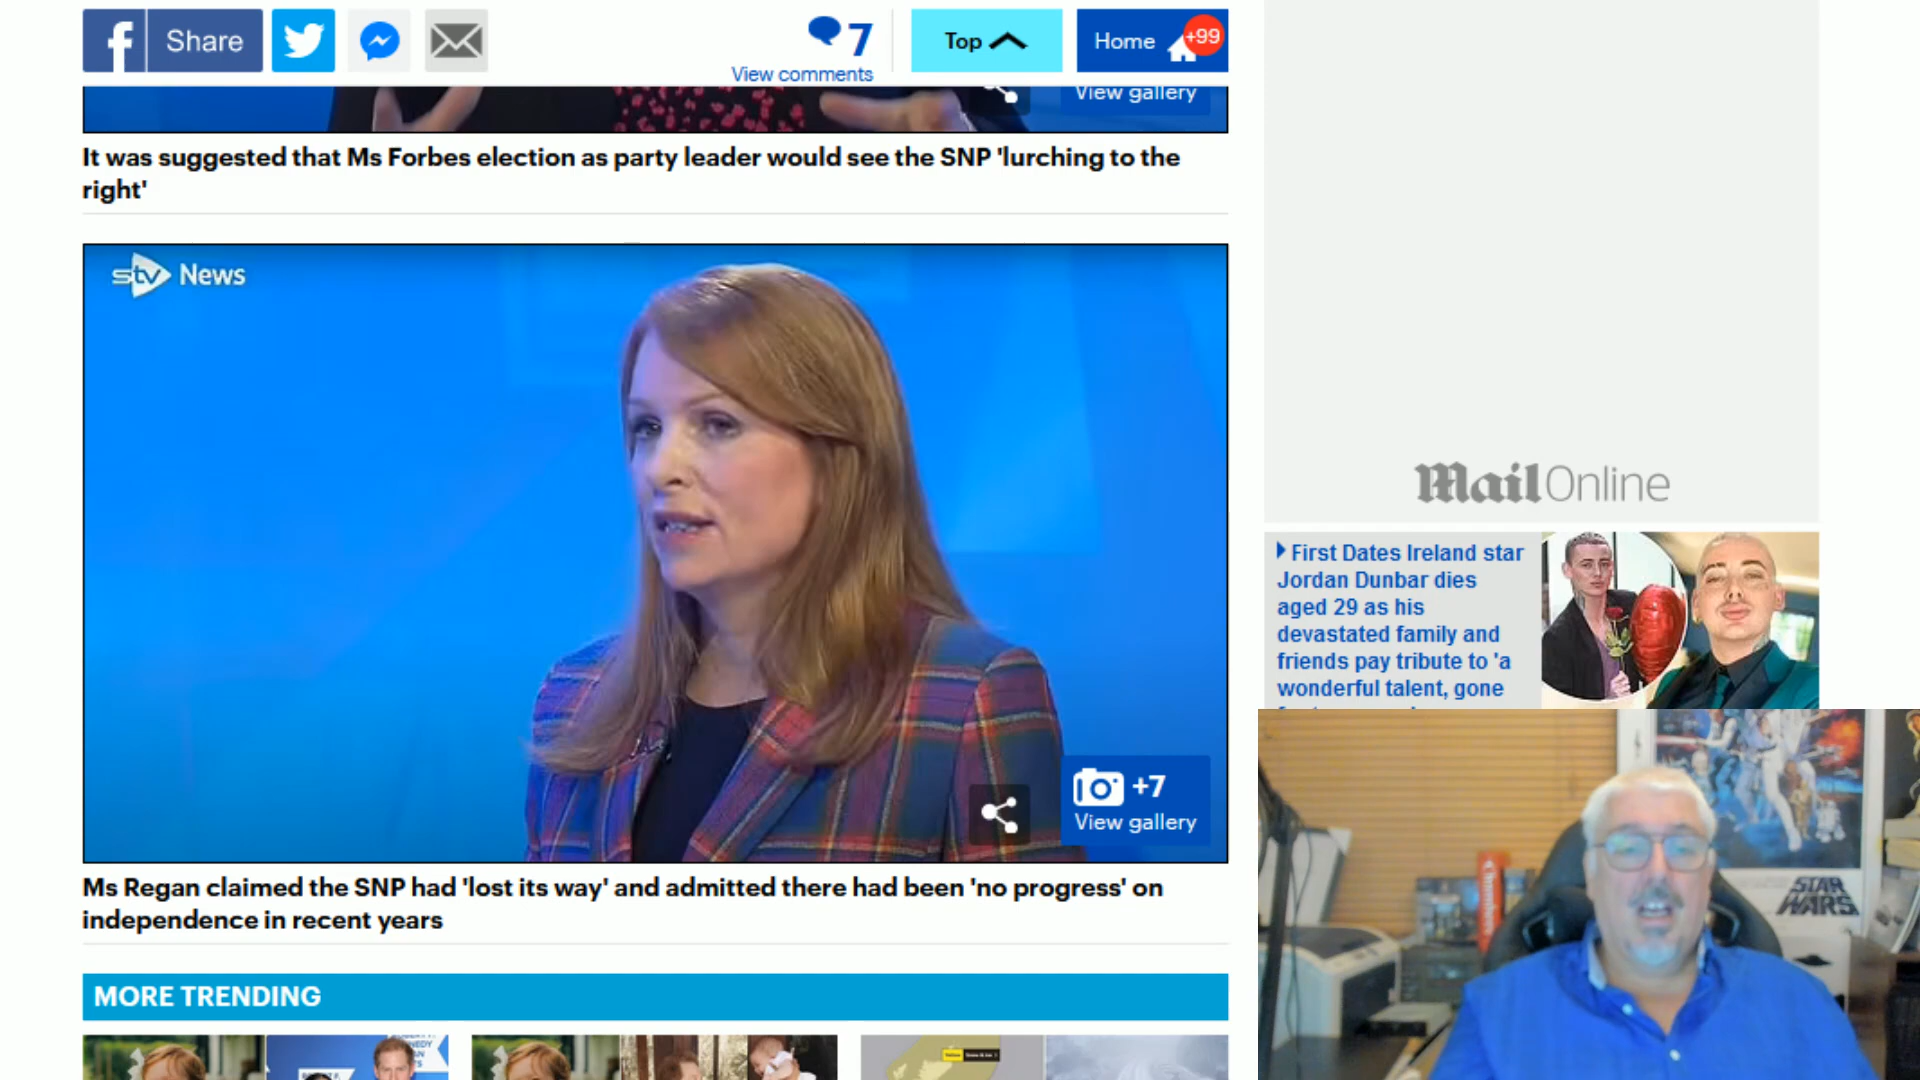 Share
7
View comments
Top
Home
+99
View gallery
It was suggested that Ms Forbes election as party leader would see the SNP 'lurching to the
right'
stv News
+7
View gallery
Ms Regan claimed the SNP had 'lost its way' and admitted there had been 'no progress' on
independence in recent years
MORE TRENDING
Mail Online
First Dates Ireland star
Jordan Dunbar dies
aged 29 as his
devastated family and
friends pay tribute to 'a
wonderful talent, gone
STAR
WARS